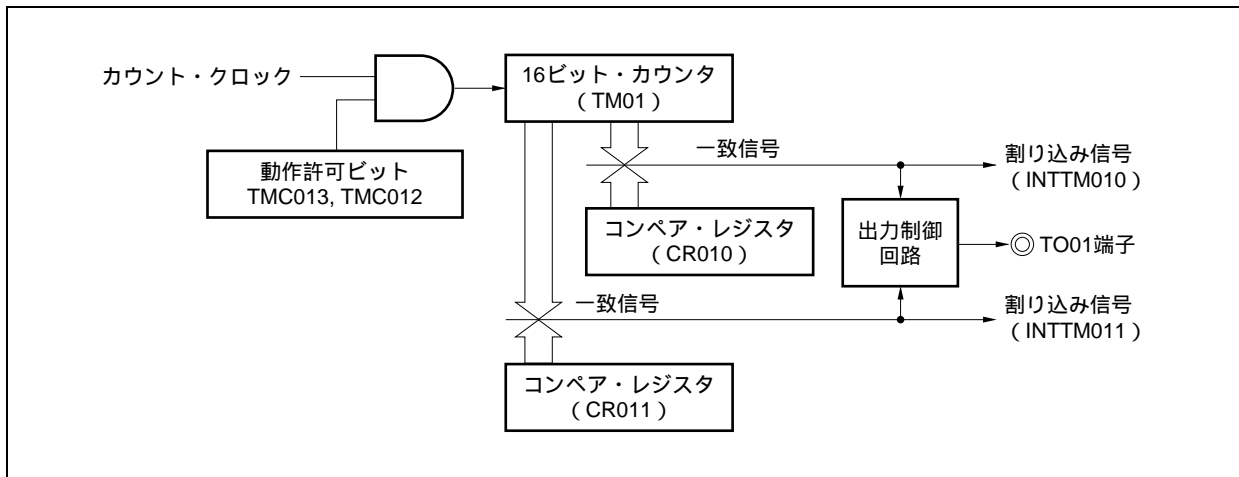 カウント・クロック
16ビット・カウンタ
（TM01）
動作許可ビット
TMC013, TMC012
一致信号
割り込み信号
（INTTM010）
コンペア・レジスタ
（CR010）
出力制御
回路
TO01端子
一致信号
割り込み信号
（INTTM011）
コンペア・レジスタ
（CR011）